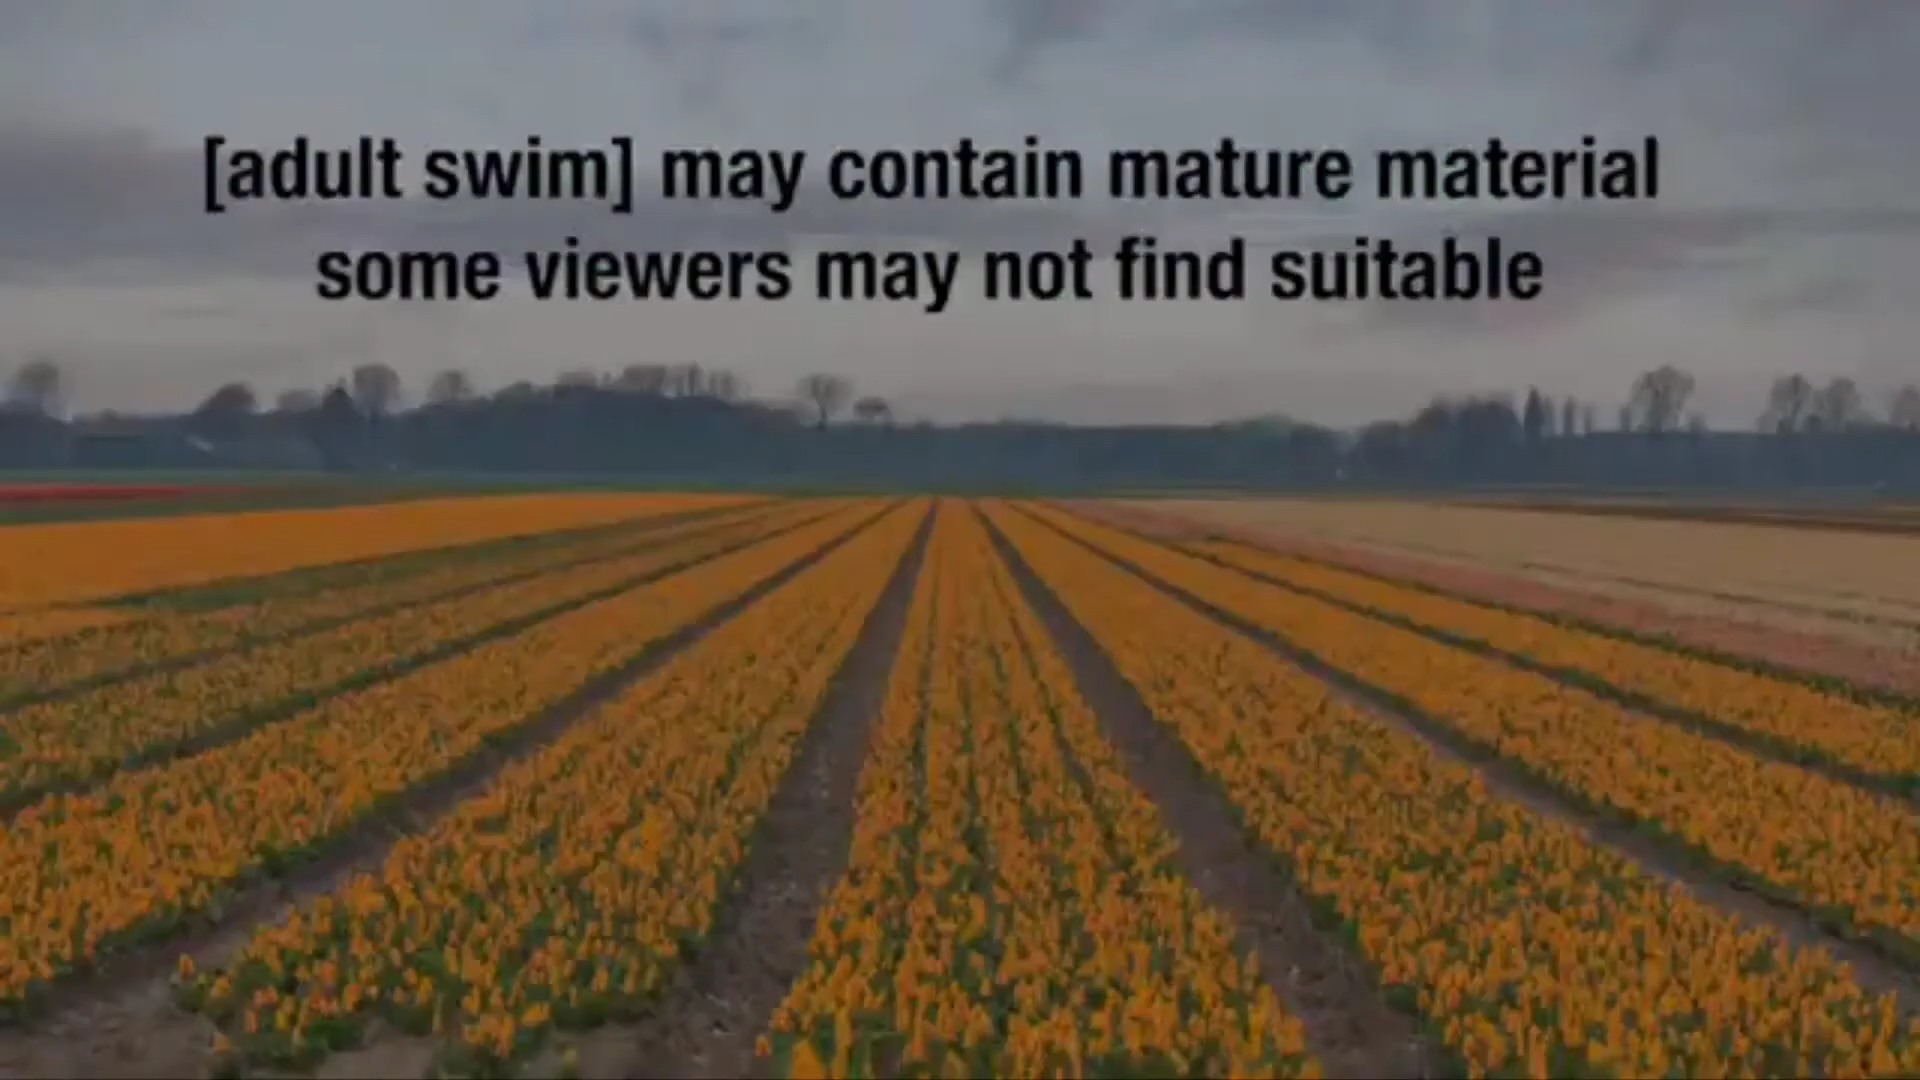 [adult swim] may contain mature material
some viewers may not find suitable